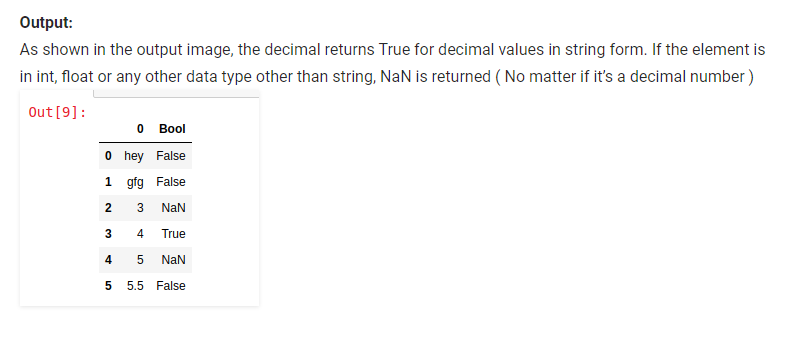 Output:
As shown in the output image, the decimal returns True for decimal values in string form. If the element is
in int, float or any other data type other than string, NaN is returned ( No matter if it’s a decimal number )
Out[9]:
0 Bool
0 hey False
1 gfg False
2 3 NaN
3 4 True
4 5 NaN
5 5.5 False